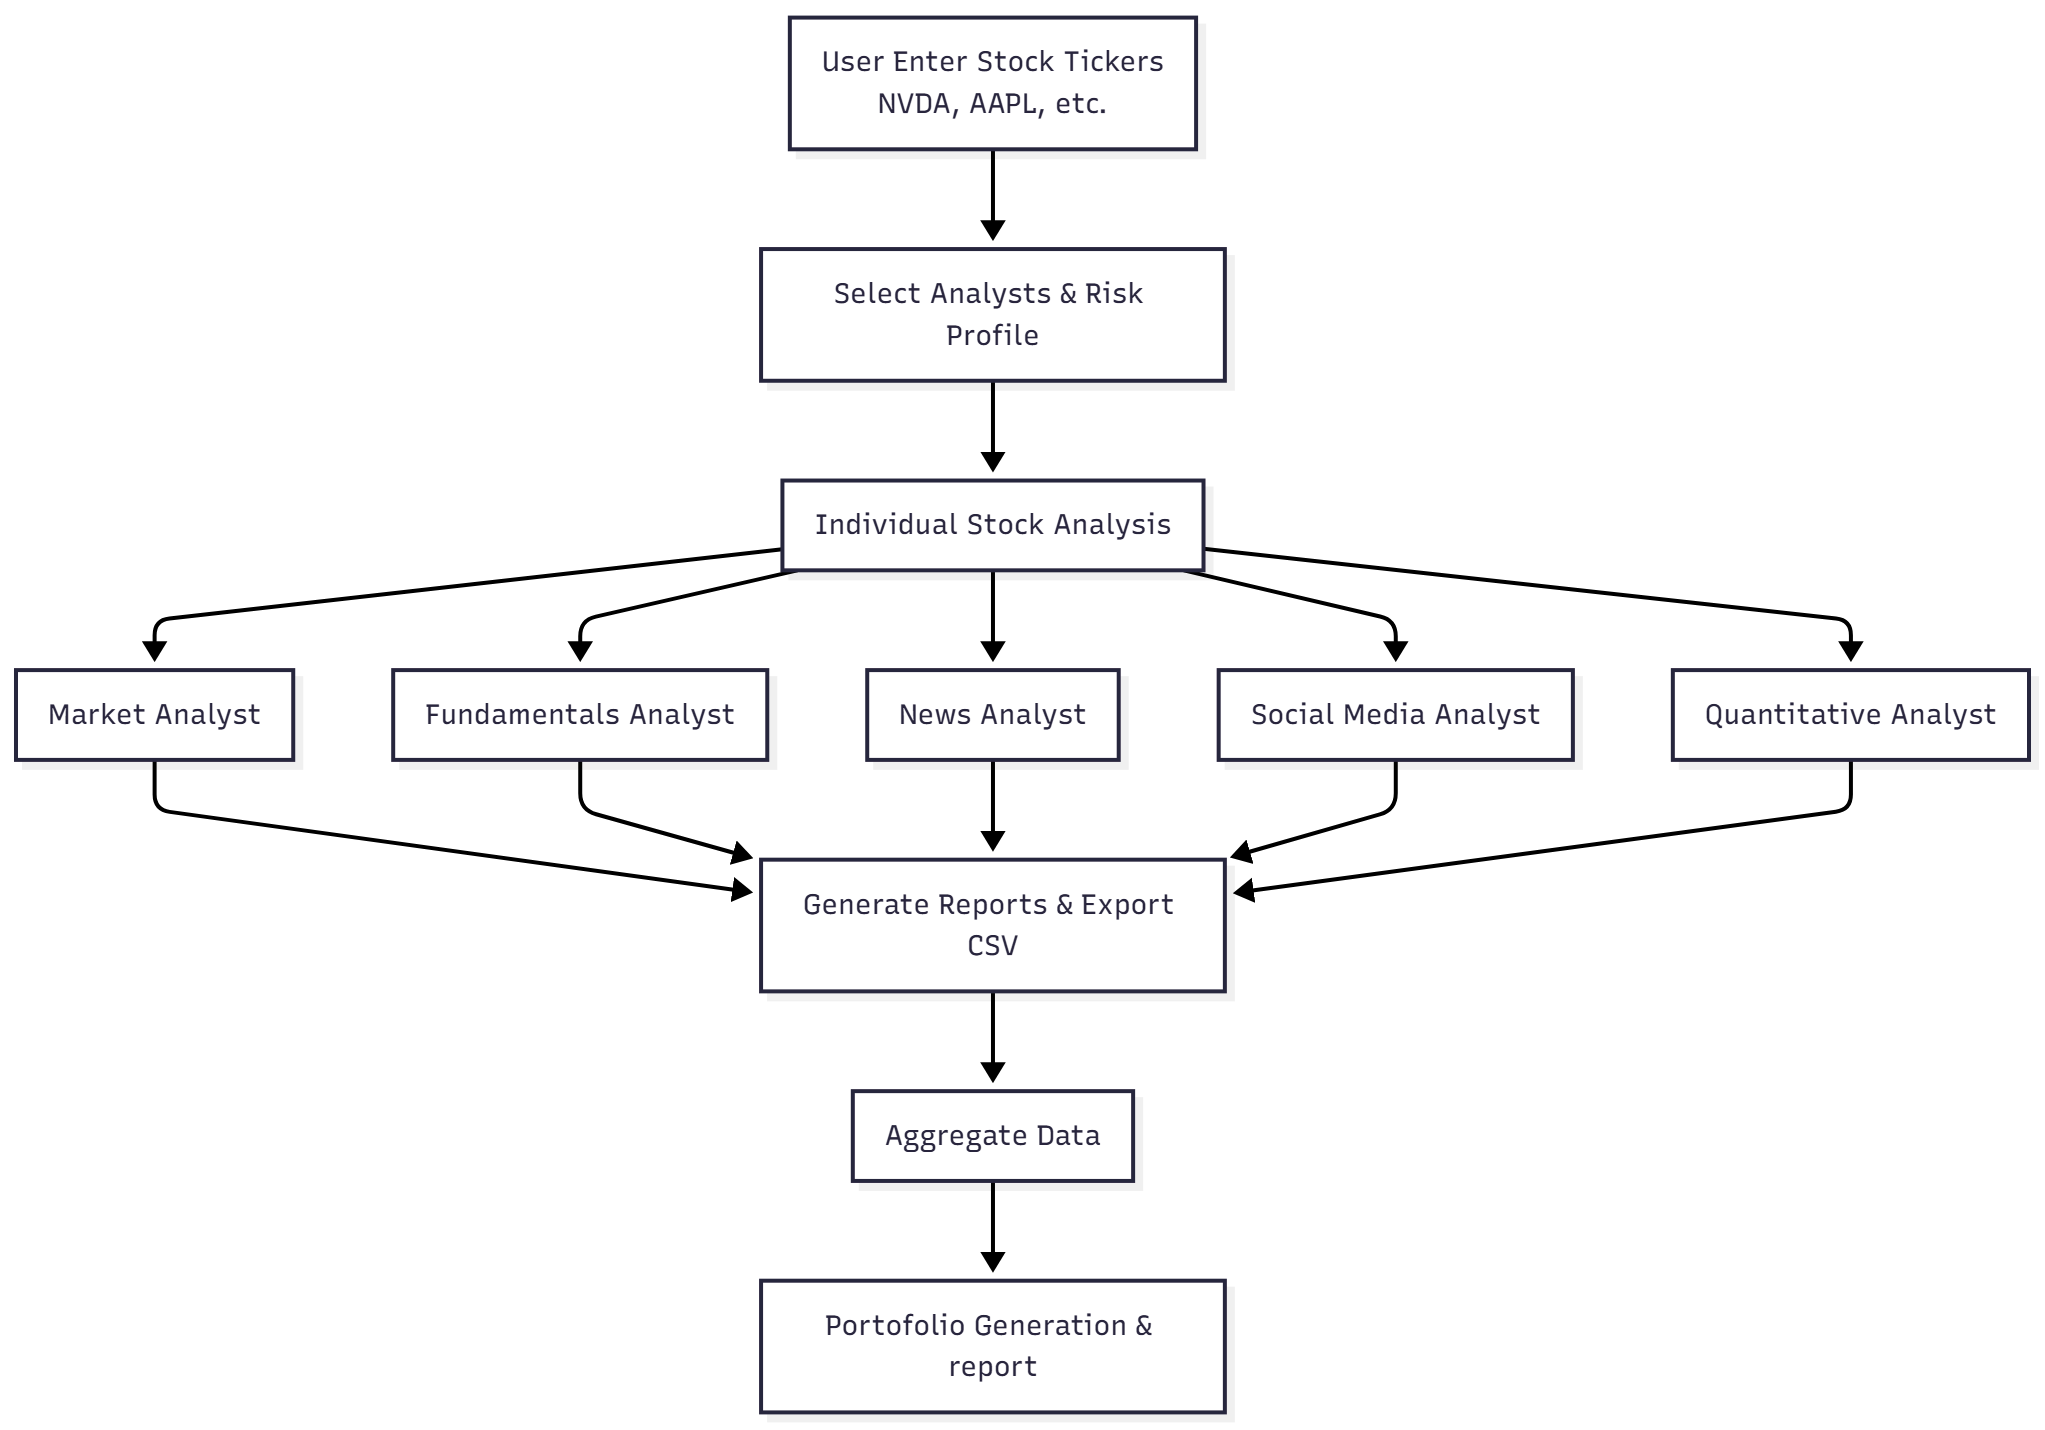 User Enter Stock Tickers
NVDA, AAPL, etc.
Select Analysts & Risk
Profile
Individual Stock Analysis
Market Analyst
Fundamentals Analyst
News Analyst
Social Media Analyst
Quantitative Analyst
Generate Reports & Export
CSV
Aggregate Data
Portofolio Generation &
report